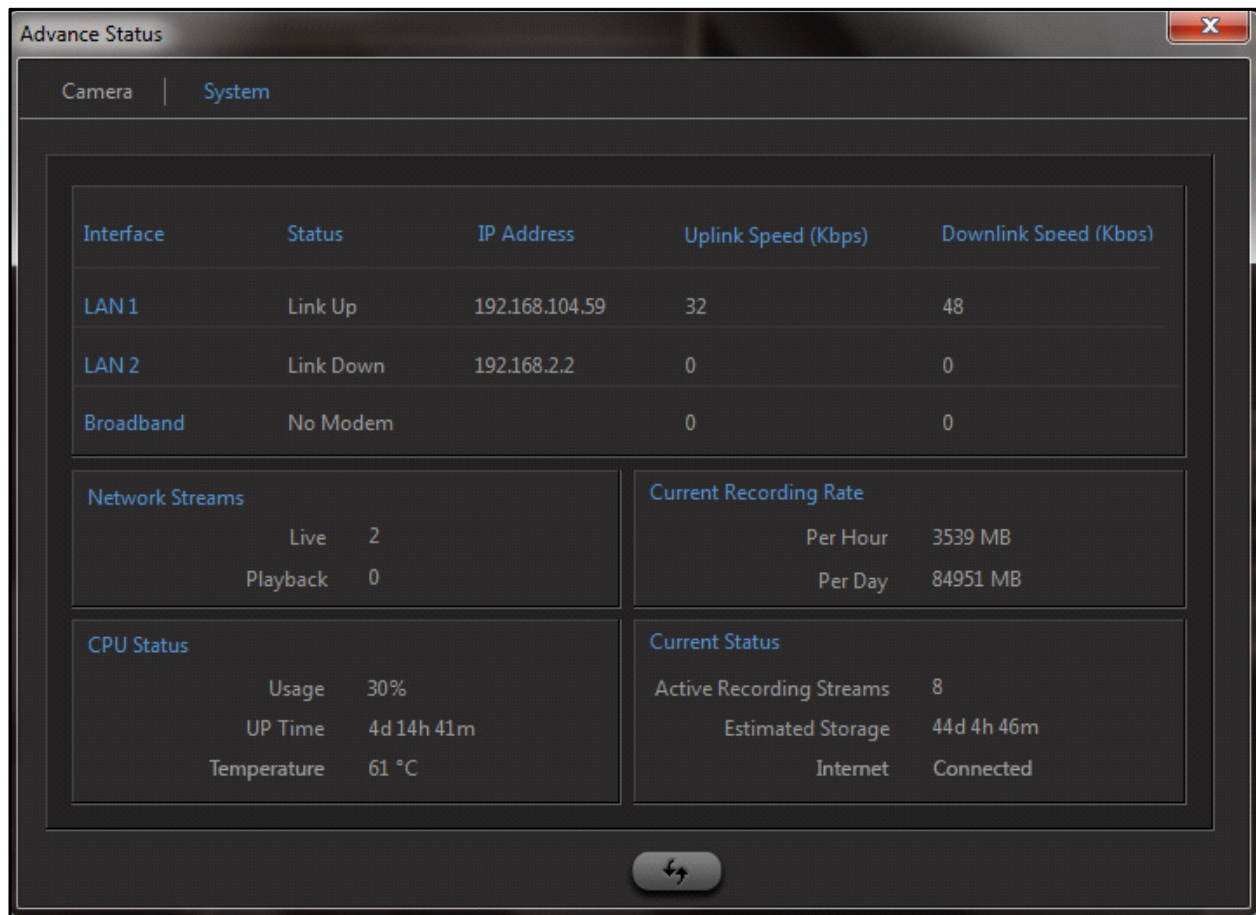 Advance Status
Camera | System
Interface Status IP Address Uplink Speed (Kbps) Downlink Speed (Kbps)
LAN 1 Link Up 192.168.104.59 32 48
LAN 2 Link Down 192.168.2.2 0 0
Broadband No Modem 0 0
Network Streams
Live 2
Playback 0
Current Recording Rate
Per Hour 3539 MB
Per Day 84951 MB
CPU Status
Usage 30%
UP Time 4d 14h 41m
Temperature 61 °C
Current Status
Active Recording Streams 8
Estimated Storage 44d 4h 46m
Internet Connected